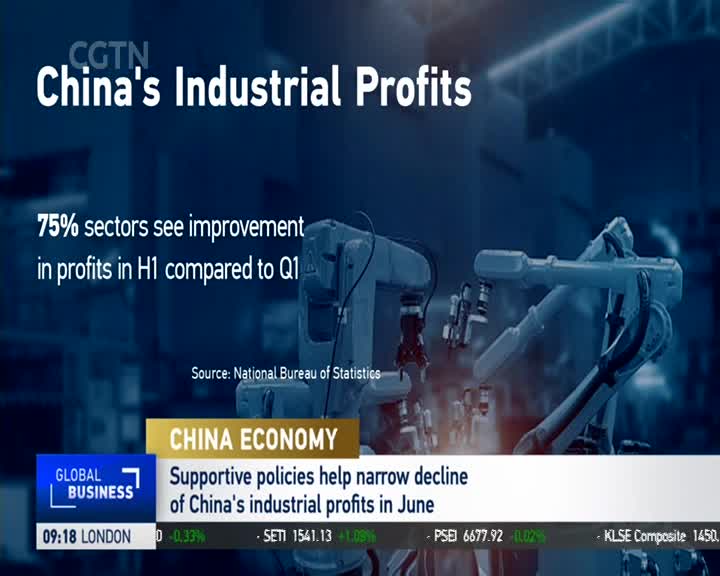 CGTN
China's Industrial Profits
75% sectors see improvement
in profits in H1 compared to Q1
Source: National Bureau of Statistics
CHINA ECONOMY
GLOBAL
BUSINESS
Supportive policies help narrow decline
of China's industrial profits in June
09:18 LONDON
0 -0.33% - SETI 1541.13 +1.09% - PSEI 6677.92 -0.02% - KLSE Composite 1450.